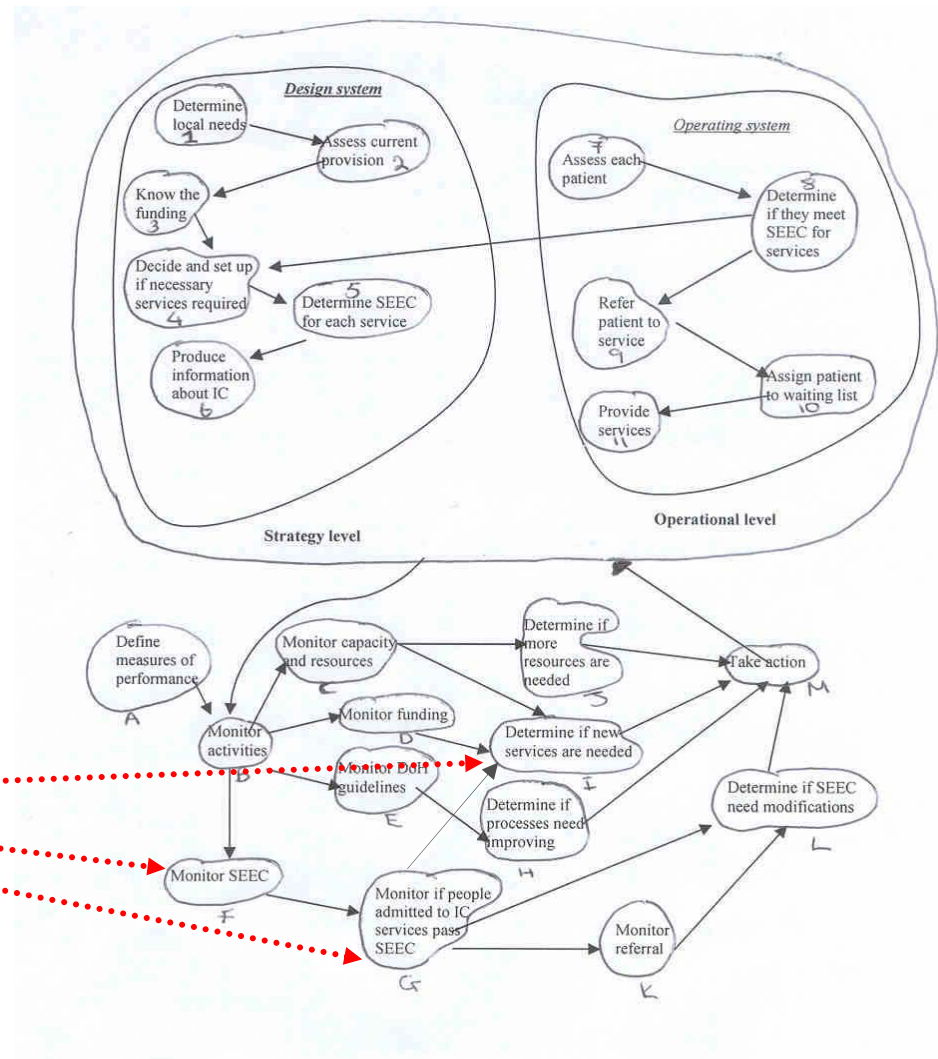 Design system
Determine
local needs
1
Assess current
provision
2
Know the
funding
3
Decide and set up
if necessary
services required
4
5
Determine SEEC
for each service
Produce
information
about IC
6
Strategy level
Operating system
7
Assess each
patient
8
Determine
if they meet
SEEC for
services
Refer
patient to
service
9
Assign patient
to waiting list
10
Provide
services
11
Operational level
Define
measures of
performance
A
Monitor
activities
B
Monitor capacity
and resources
C
Monitor funding
D
Monitor DoH
guidelines
E
Monitor SEEC
F
Monitor if people
admitted to IC
services pass
SEEC
G
Determine if
processes need
improving
H
Determine if new
services are needed
I
Determine if
more
resources are
needed
J
Monitor
referral
K
Determine if SEEC
need modifications
L
Take action
M